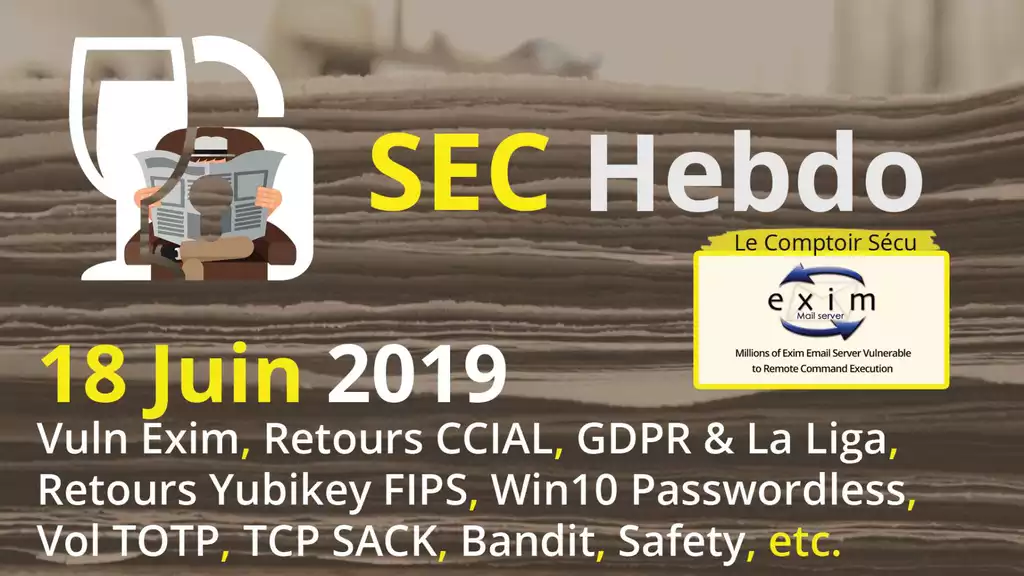 SEC Hebdo
Le Comptoir Sécu
exim
Mail server
Millions of Exim Email Server Vulnerable
to Remote Command Execution
18 Juin 2019
Vuln Exim, Retours CCIAL, GDPR & La Liga,
Retours Yubikey FIPS, Win10 Passwordless,
Vol TOTP, TCP SACK, Bandit, Safety, etc.